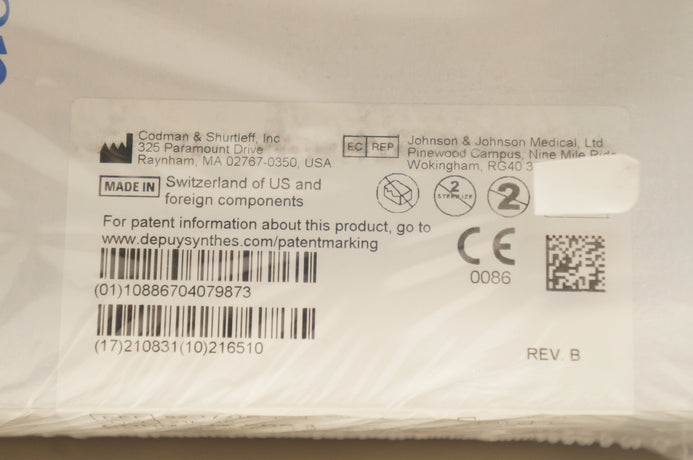 Codman & Shurtleff, Inc
325 Paramount Drive
Raynham, MA 02767-0350, USA
EC REP
Johnson & Johnson Medical, Ltd
Pinewood Campus, Nine Mile Ride
Wokingham, RG40 3
MADE IN
Switzerland of US and
foreign components
2
STERILIZE
2
For patent information about this product, go to
www.depuysynthes.com/patentmarking
CE
0086
(01)10886704079873
(17)210831(10)216510
REV. B